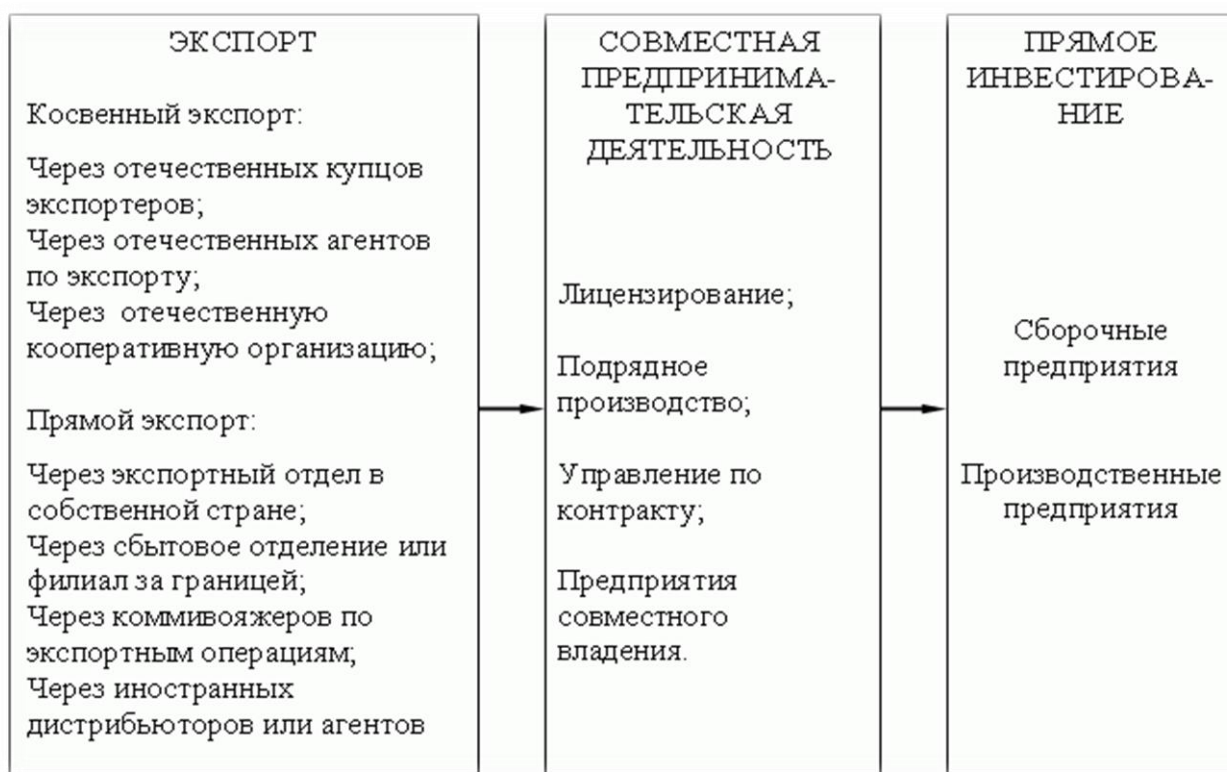 ЭКСПОРТ
Косвенный экспорт:
Через отечественных купцов
экспортеров;
Через отечественных агентов
по экспорту;
Через отечественную
кооперативную организацию;
Прямой экспорт:
Через экспортный отдел в
собственной стране;
Через сбытовое отделение или
филиал за границей;
Через коммивояжеров по
экспортным операциям;
Через иностранных
дистрибьюторов или агентов
СОВМЕСТНАЯ
ПРЕДПРИНИМА-
ТЕЛЬСКАЯ
ДЕЯТЕЛЬНОСТЬ
Лицензирование;
Подрядное
производство;
Управление по
контракту;
Предприятия
совместного
владения.
ПРЯМОЕ
ИНВЕСТИРОВА-
НИЕ
Сборочные
предприятия
Производственные
предприятия